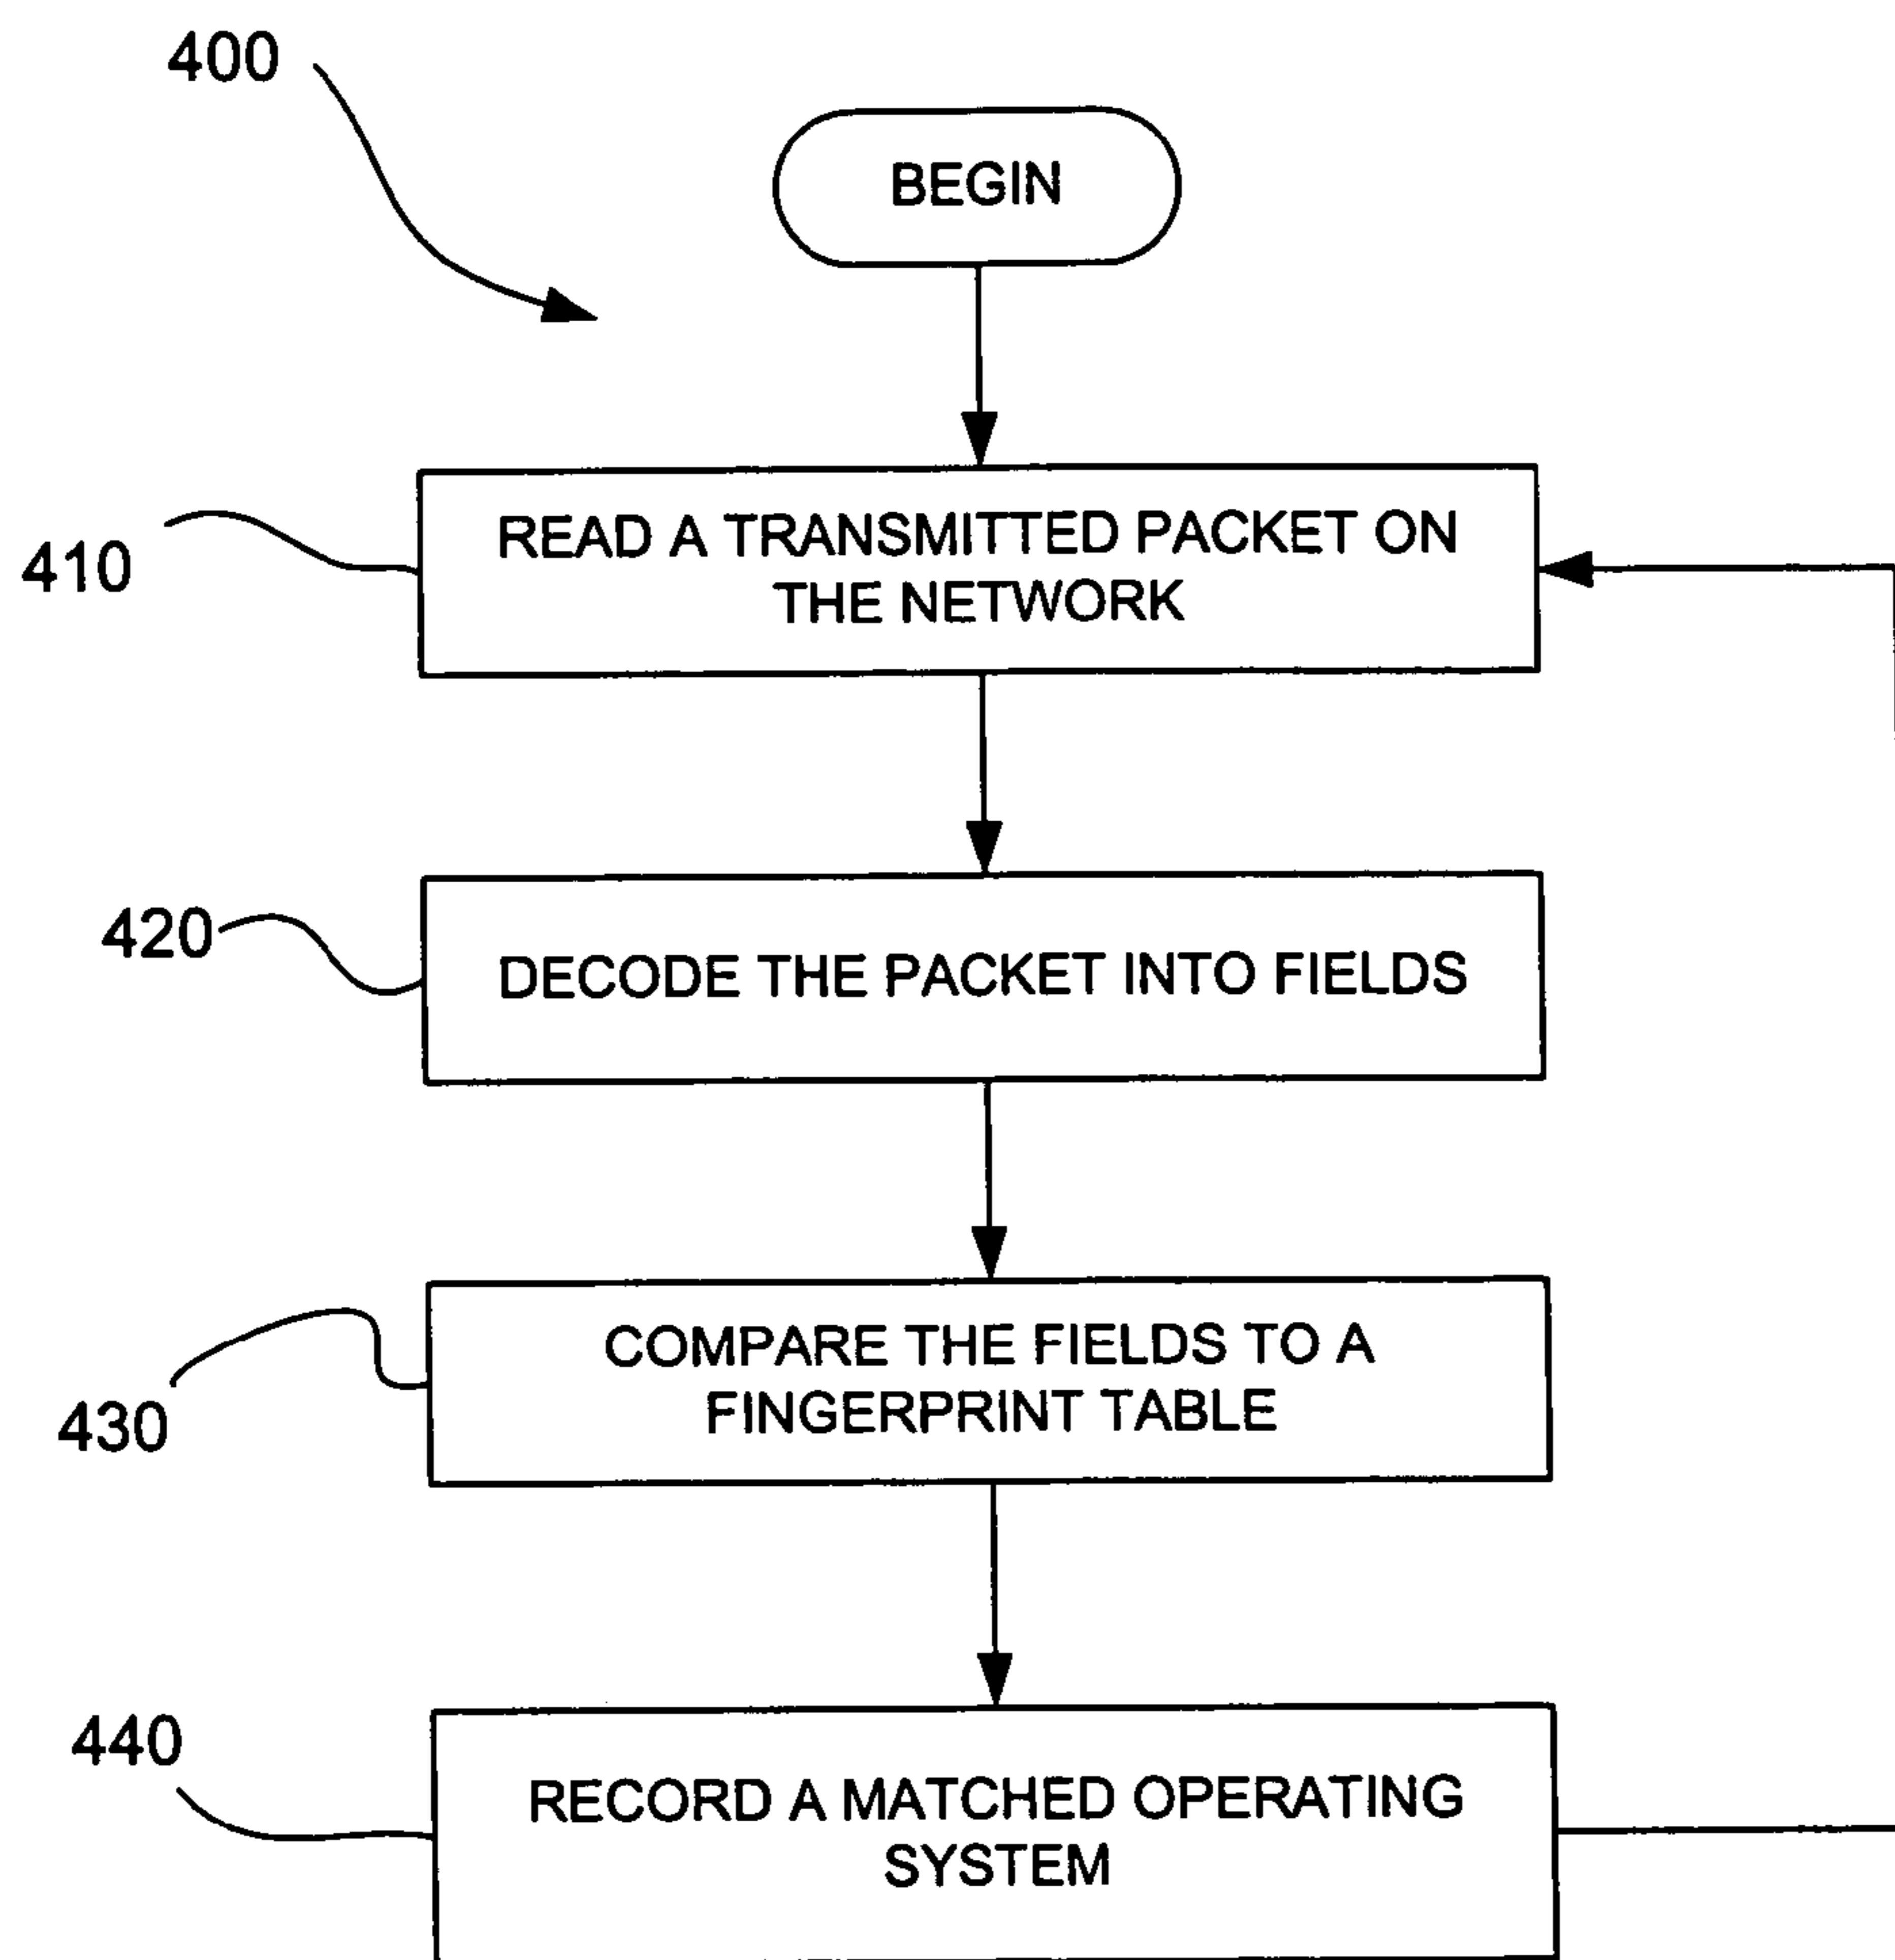 400
BEGIN
READ A TRANSMITTED PACKET ON
THE NETWORK
410
420
DECODE THE PACKET INTO FIELDS
COMPARE THE FIELDS TO A
FINGERPRINT TABLE
430
440
RECORD A MATCHED OPERATING
SYSTEM